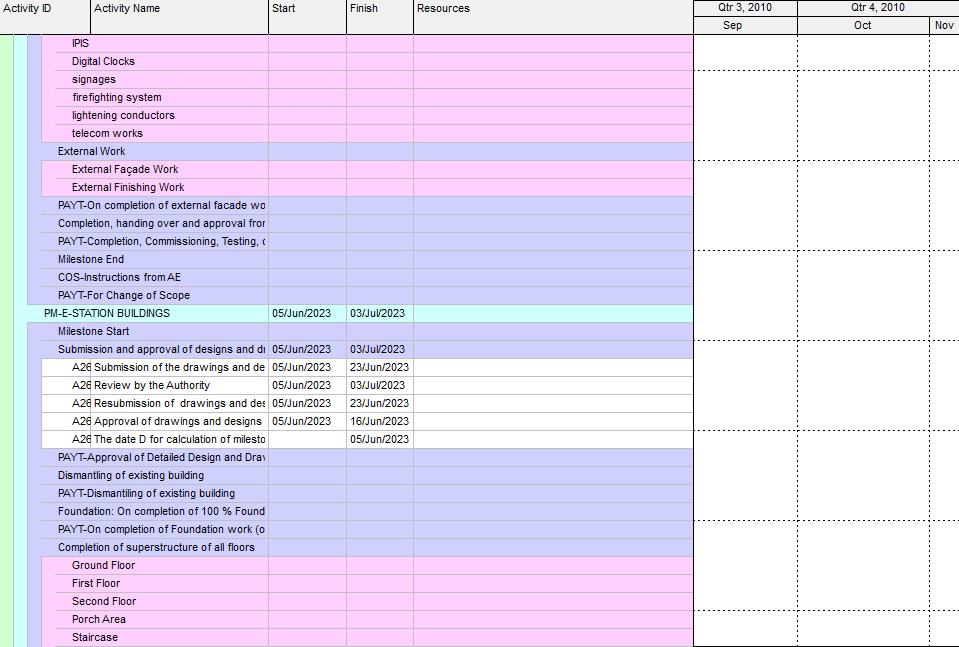 Activity ID Activity Name Start Finish Resources Qtr 3, 2010 Qtr 4, 2010
Sep Oct Nov
IPIS
Digital Clocks
signages
firefighting system
lightening conductors
telecom works
External Work
External Façade Work
External Finishing Work
PAYT-On completion of external facade wo
Completion, handing over and approval fror
PAYT-Completion, Commissioning, Testing, c
Milestone End
COS-Instructions from AE
PAYT-For Change of Scope
PM-E-STATION BUILDINGS 05/Jun/2023 03/Jul/2023
Milestone Start
Submission and approval of designs and dr 05/Jun/2023 03/Jul/2023
A26 Submission of the drawings and de 05/Jun/2023 23/Jun/2023
A26 Review by the Authority 05/Jun/2023 03/Jul/2023
A26 Resubmission of drawings and des 05/Jun/2023 23/Jun/2023
A26 Approval of drawings and designs 05/Jun/2023 16/Jun/2023
A26 The date D for calculation of milesto 05/Jun/2023
PAYT-Approval of Detailed Design and Drav
Dismantling of existing building
PAYT-Dismantiling of existing building
Foundation: On completion of 100 % Found
PAYT-On completion of Foundation work (o
Completion of superstructure of all floors
Ground Floor
First Floor
Second Floor
Porch Area
Staircase